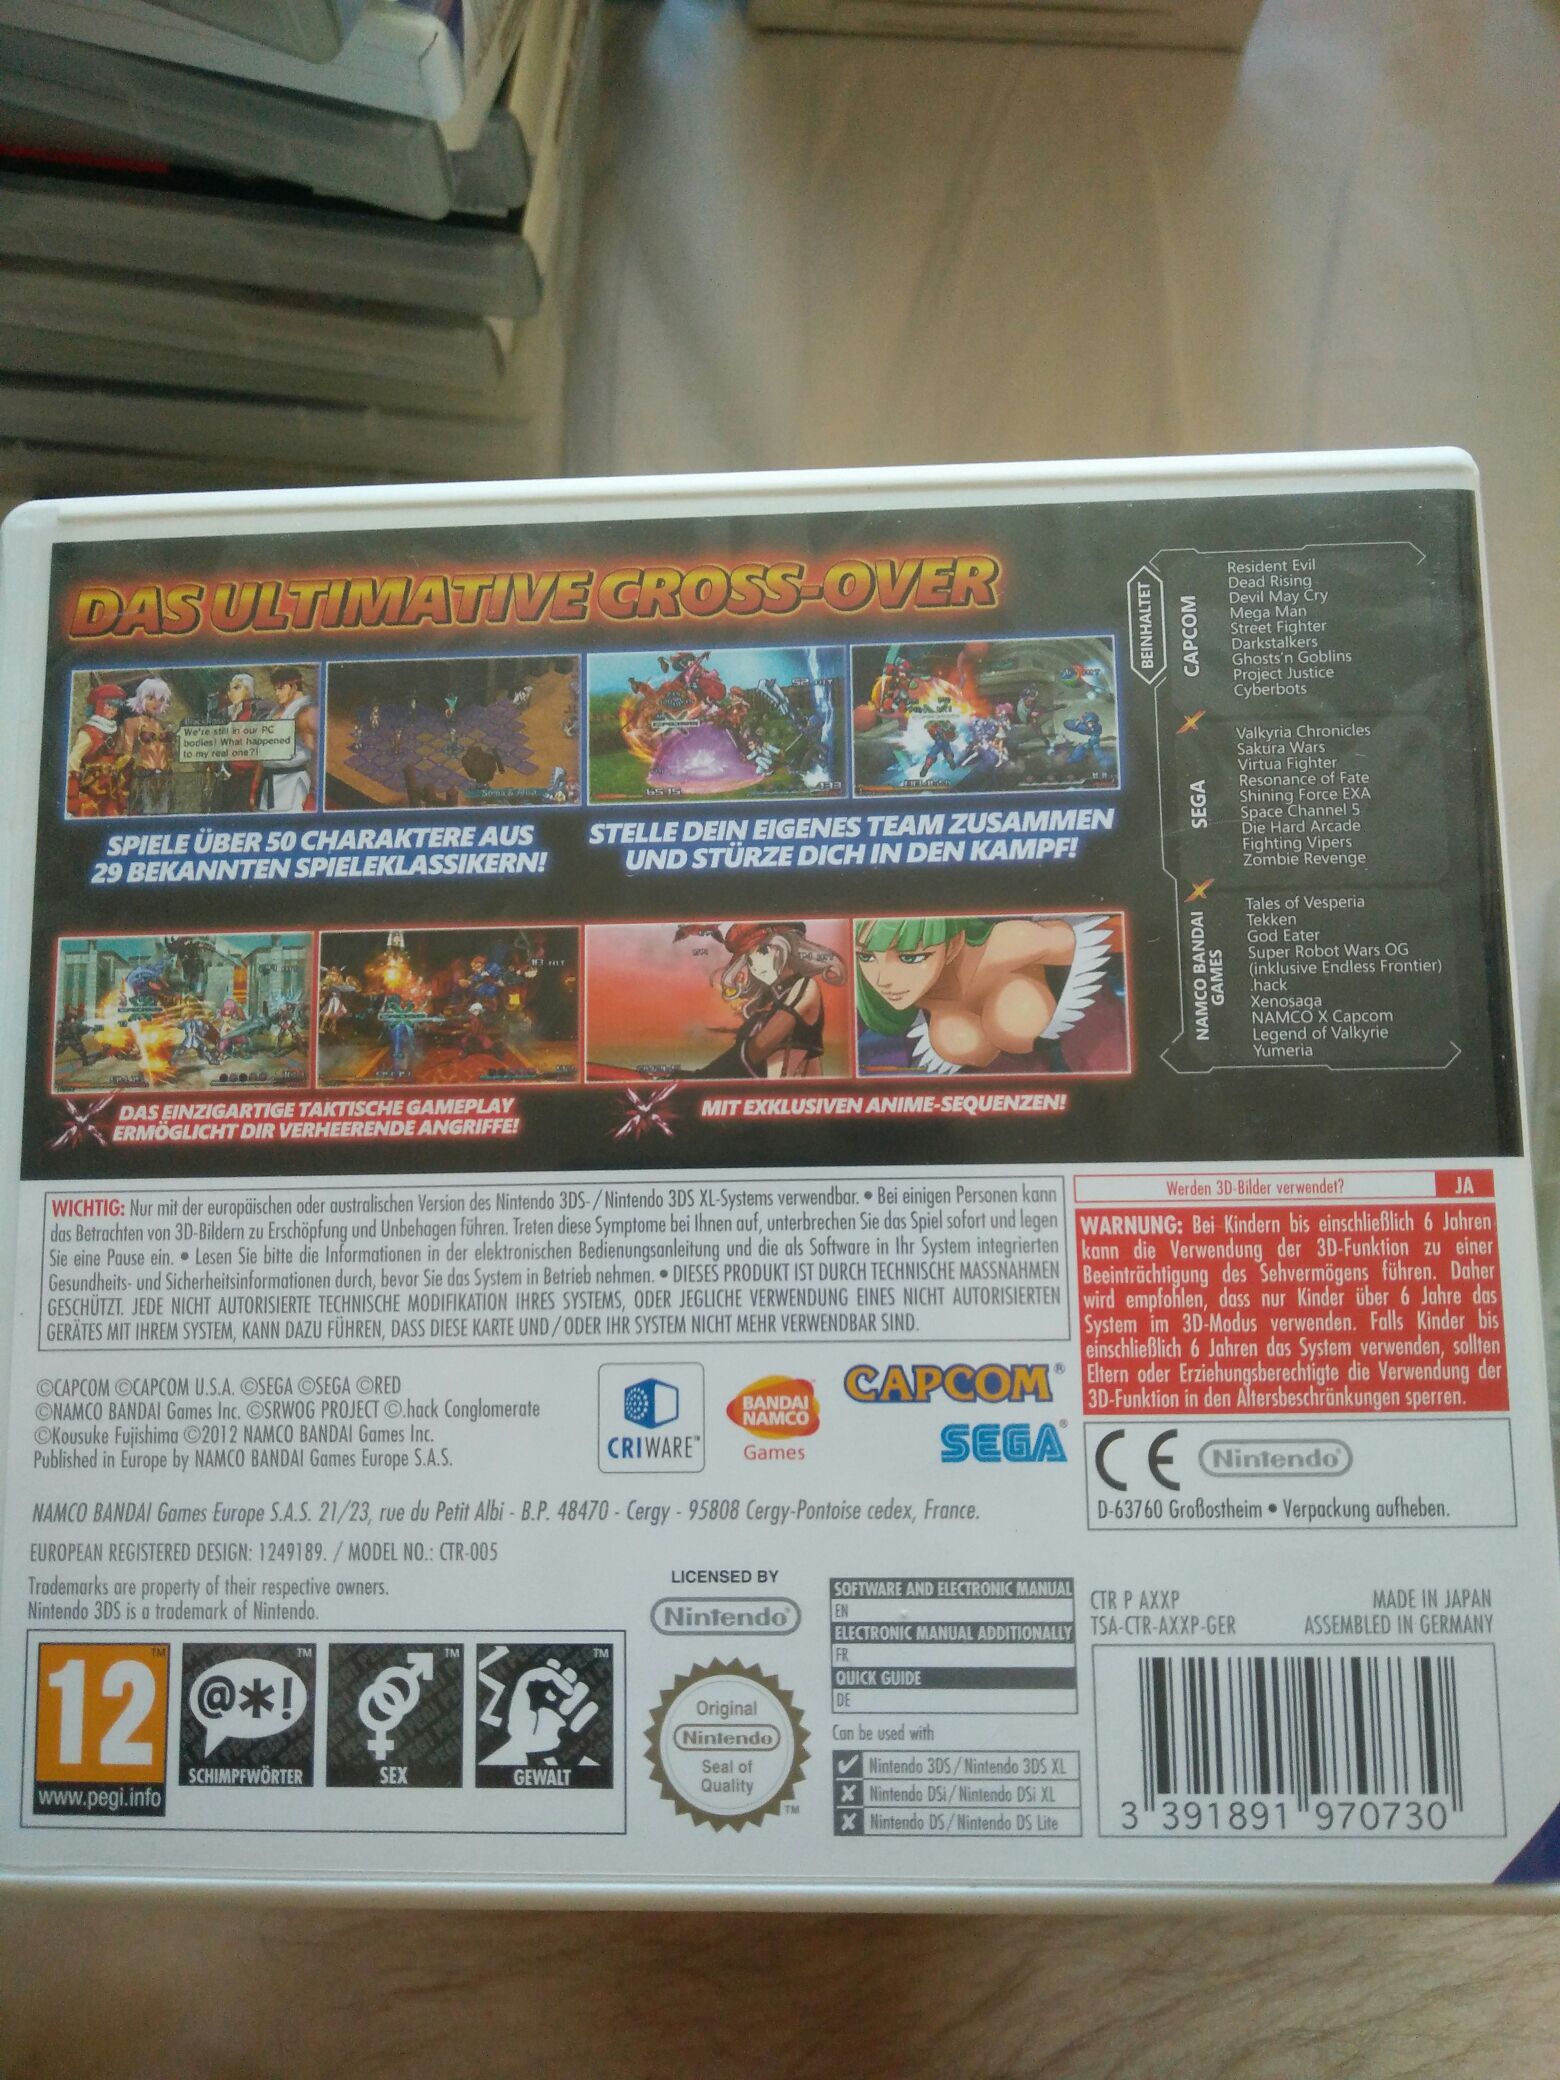 DAS ULTIMATIVE CROSS-OVER
BlackRose
We're still in our PC
bodies! What happened
to my real one?!
SPIELE ÜBER 50 CHARAKTERE AUS
29 BEKANNTEN SPIELEKLASSIKERN!
STELLE DEIN EIGENES TEAM ZUSAMMEN
UND STÜRZE DICH IN DEN KAMPF!
DAS EINZIGARTIGE TAKTISCHE GAMEPLAY
ERMÖGLICHT DIR VERHEERENDE ANGRIFFE!
MIT EXKLUSIVEN ANIME-SEQUENZEN!
BEINHALTET
CAPCOM
Resident Evil
Dead Rising
Devil May Cry
Mega Man
Street Fighter
Darkstalkers
Ghosts'n Goblins
Project Justice
Cyberbots
X
SEGA
Valkyria Chronicles
Sakura Wars
Virtua Fighter
Resonance of Fate
Shining Force EXA
Space Channel 5
Die Hard Arcade
Fighting Vipers
Zombie Revenge
X
NAMCO BANDAI
GAMES
Tales of Vesperia
Tekken
God Eater
Super Robot Wars OG
(inklusive Endless Frontier)
.hack
Xenosaga
NAMCO X Capcom
Legend of Valkyrie
Yumeria
WICHTIG: Nur mit der europäischen oder australischen Version des Nintendo 3DS-/Nintendo 3DS XL-Systems verwendbar. • Bei einigen Personen kann
das Betrachten von 3D-Bildern zu Erschöpfung und Unbehagen führen. Treten diese Symptome bei Ihnen auf, unterbrechen Sie das Spiel sofort und legen
Sie eine Pause ein. • Lesen Sie bitte die Informationen in der elektronischen Bedienungsanleitung und die als Software in Ihr System integrierten
Gesundheits- und Sicherheitsinformationen durch, bevor Sie das System in Betrieb nehmen. • DIESES PRODUKT IST DURCH TECHNISCHE MASSNAHMEN
GESCHÜTZT. JEDE NICHT AUTORISIERTE TECHNISCHE MODIFIKATION IHRES SYSTEMS, ODER JEGLICHE VERWENDUNG EINES NICHT AUTORISIERTEN
GERÄTES MIT IHREM SYSTEM, KANN DAZU FÜHREN, DASS DIESE KARTE UND/ODER IHR SYSTEM NICHT MEHR VERWENDBAR SIND.
Werden 3D-Bilder verwendet? JA
WARNUNG: Bei Kindern bis einschließlich 6 Jahren
kann die Verwendung der 3D-Funktion zu einer
Beeinträchtigung des Sehvermögens führen. Daher
wird empfohlen, dass nur Kinder über 6 Jahre das
System im 3D-Modus verwenden. Falls Kinder bis
einschließlich 6 Jahren das System verwenden, sollten
Eltern oder Erziehungsberechtigte die Verwendung der
3D-Funktion in den Altersbeschränkungen sperren.
©CAPCOM ©CAPCOM U.S.A. ©SEGA ©SEGA ©RED
©NAMCO BANDAI Games Inc. ©SRWOG PROJECT ©.hack Conglomerate
©Kousuke Fujishima ©2012 NAMCO BANDAI Games Inc.
Published in Europe by NAMCO BANDAI Games Europe S.A.S.
CRIWARE™
BANDAI
NAMCO
Games
CAPCOM®
SEGA®
CE Nintendo®
D-63760 Großostheim • Verpackung aufheben.
NAMCO BANDAI Games Europe S.A.S. 21/23, rue du Petit Albi - B.P. 48470 - Cergy - 95808 Cergy-Pontoise cedex, France.
EUROPEAN REGISTERED DESIGN: 1249189. / MODEL NO.: CTR-005
Trademarks are property of their respective owners.
Nintendo 3DS is a trademark of Nintendo.
12™
www.pegi.info
@*!™
SCHIMPFWÖRTER
™
SEX
™
GEWALT
LICENSED BY
Nintendo®
Original
Nintendo®
Seal of
Quality
™
SOFTWARE AND ELECTRONIC MANUAL
EN
ELECTRONIC MANUAL ADDITIONALLY
FR
QUICK GUIDE
DE
Can be used with
Nintendo 3DS/Nintendo 3DS XL
Nintendo DSi/Nintendo DSi XL
Nintendo DS/Nintendo DS Lite
CTR P AXXP
TSA-CTR-AXXP-GER
MADE IN JAPAN
ASSEMBLED IN GERMANY
3 391891 970730